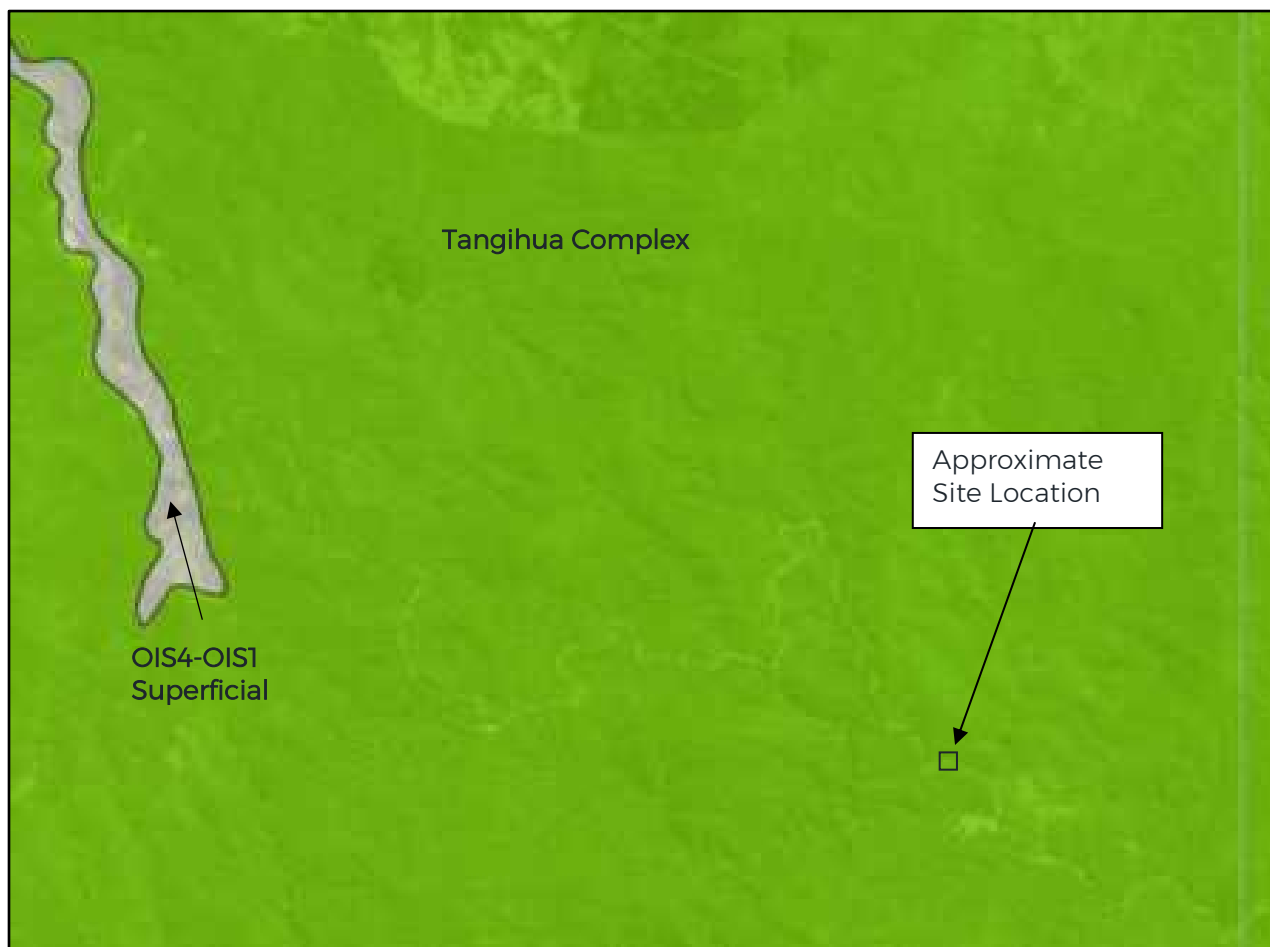 Tangihua Complex
Approximate
Site Location
OIS4-OIS1
Superficial